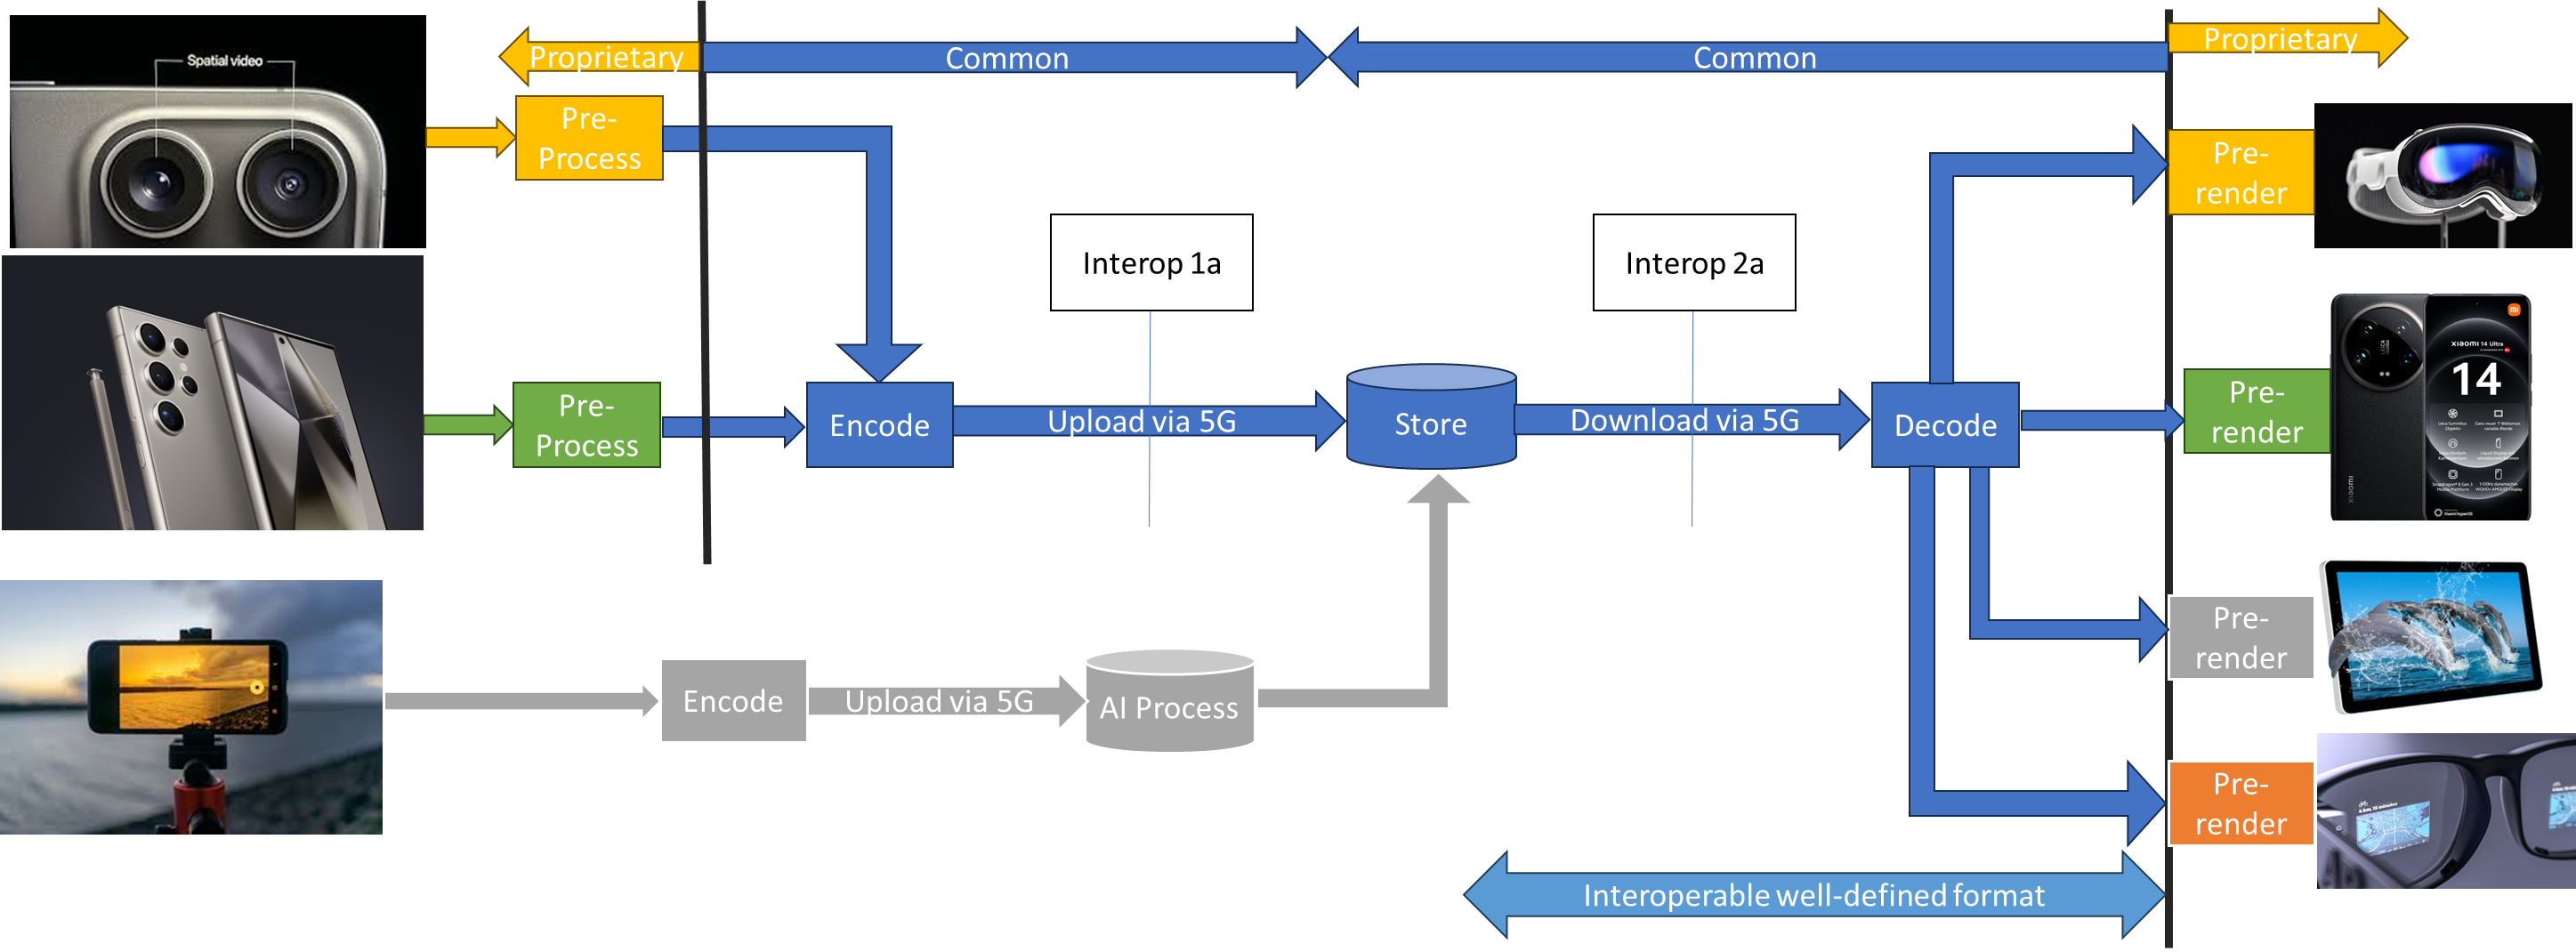 Spatial video
Proprietary
Common
Common
Proprietary
Pre-
Process
Pre-
render
Interop 1a
Interop 2a
XIAOMI 14 Ultra
14
Pre-
Process
Encode
Upload via 5G
Store
Download via 5G
Decode
Pre-
render
xiaomi
Pre-
render
Encode
Upload via 5G
AI Process
Pre-
render
Interoperable well-defined format